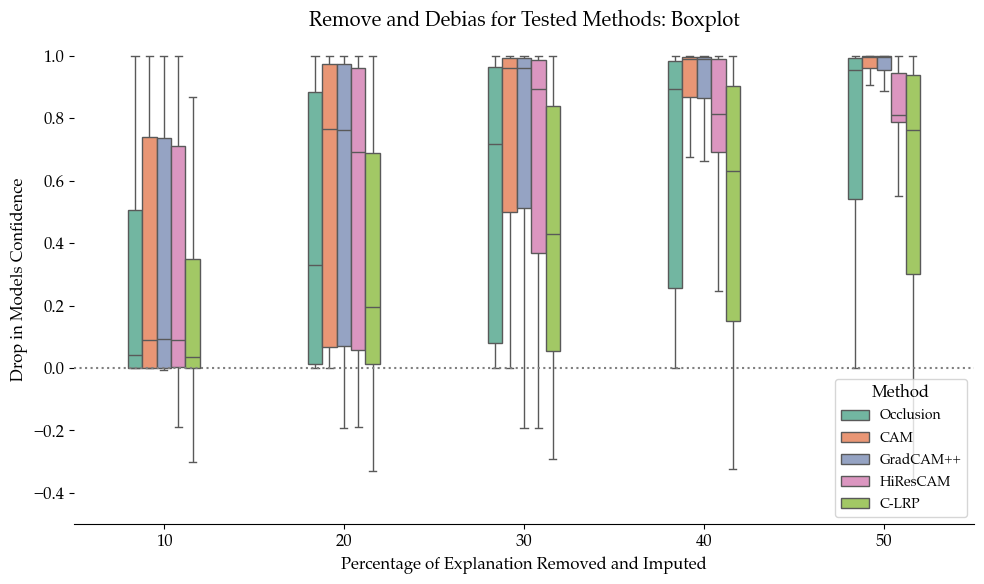 Remove and Debias for Tested Methods: Boxplot
Drop in Models Confidence
1.0
0.8
0.6
0.4
0.2
0.0
−0.2
−0.4
10 20 30 40 50
Percentage of Explanation Removed and Imputed
Method
Occlusion
CAM
GradCAM++
HiResCAM
C-LRP